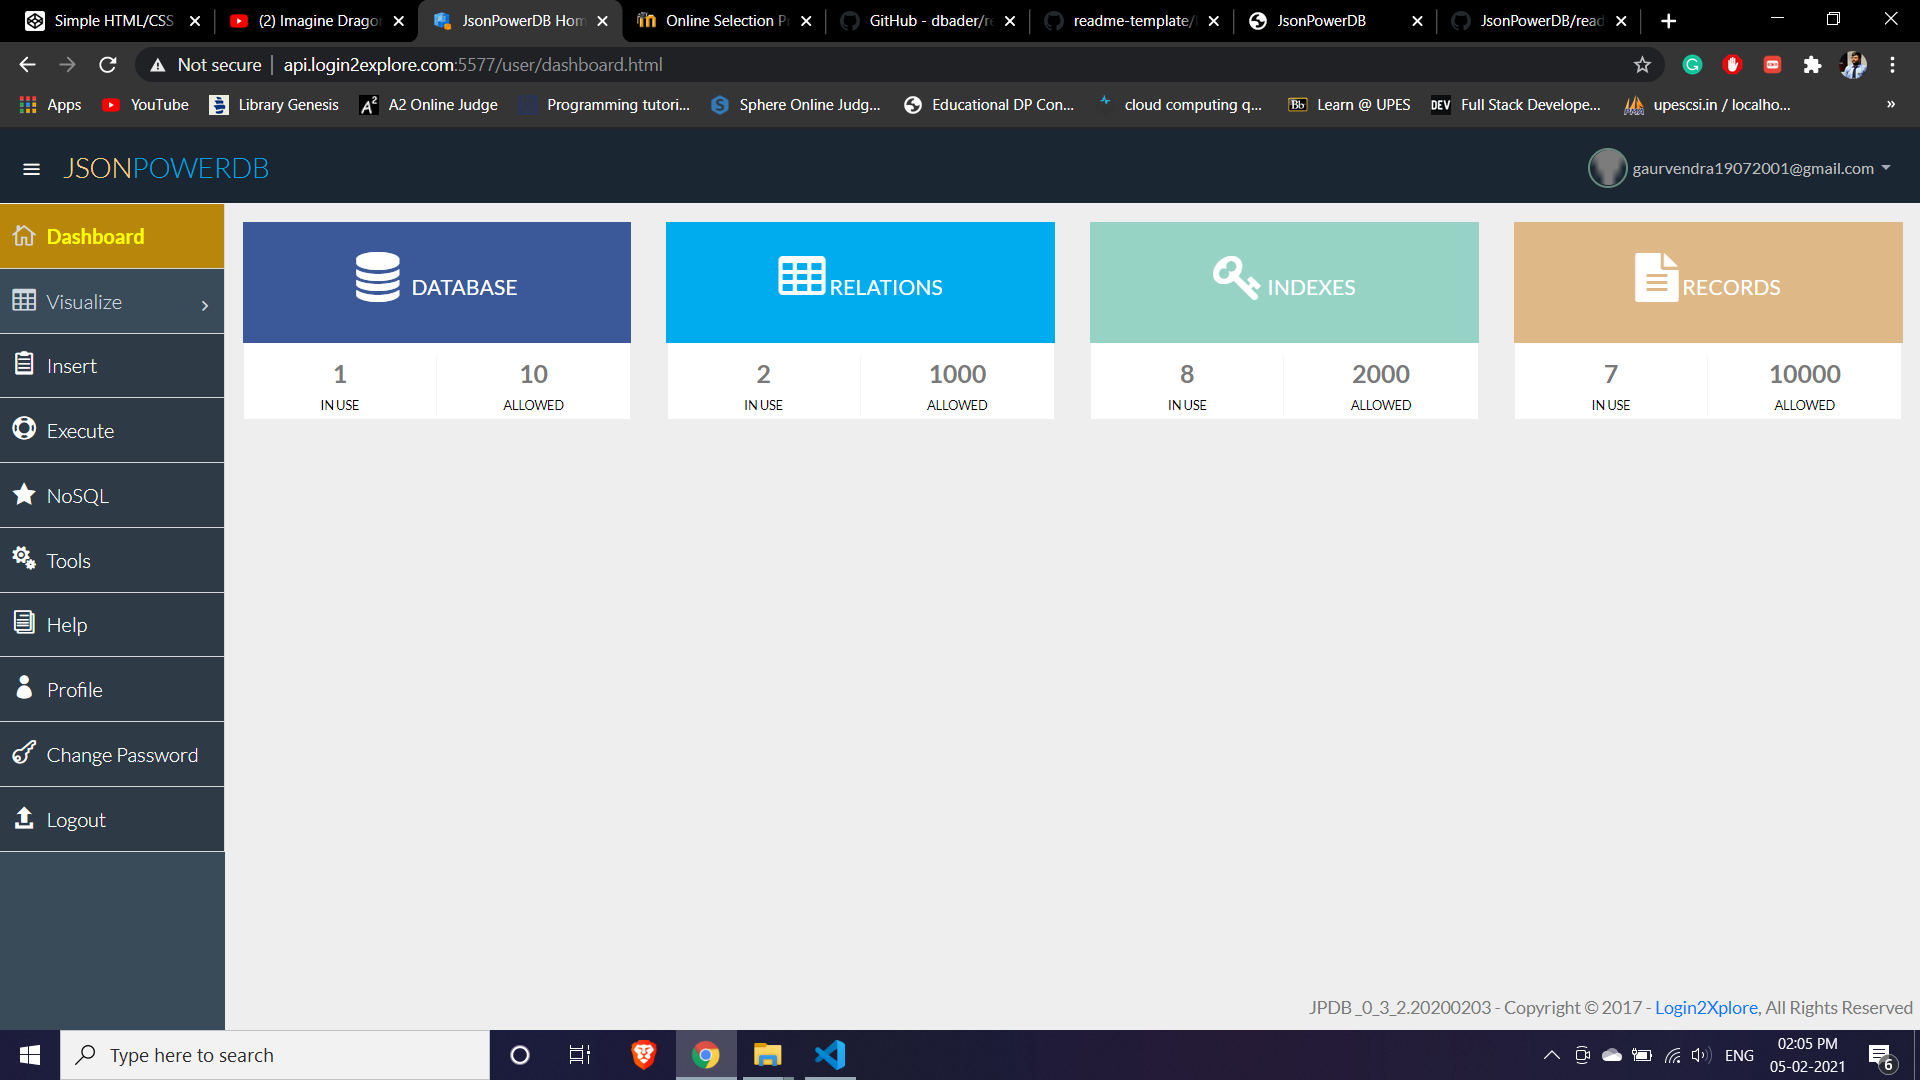 Simple HTML/CSS
(2) Imagine Drago
JsonPowerDB Hom
Online Selection Pr
GitHub - dbader/re
readme-template/
JsonPowerDB
JsonPowerDB/read
Not secure | api.login2explore.com:5577/user/dashboard.html
Apps
YouTube
Library Genesis
A2 Online Judge
Programming tutori...
Sphere Online Judg...
Educational DP Con...
cloud computing q...
Bb Learn @ UPES
DEV Full Stack Develope...
upescsi.in / localho...
»
JSONPOWERDB
gaurvendra19072001@gmail.com
Dashboard
Visualize
Insert
Execute
NoSQL
Tools
Help
Profile
Change Password
Logout
DATABASE
1 10
IN USE ALLOWED
RELATIONS
2 1000
IN USE ALLOWED
INDEXES
8 2000
IN USE ALLOWED
RECORDS
7 10000
IN USE ALLOWED
JPDB_0_3_2.20200203 - Copyright © 2017 - Login2Xplore, All Rights Reserved
Type here to search
ENG
02:05 PM
05-02-2021
6